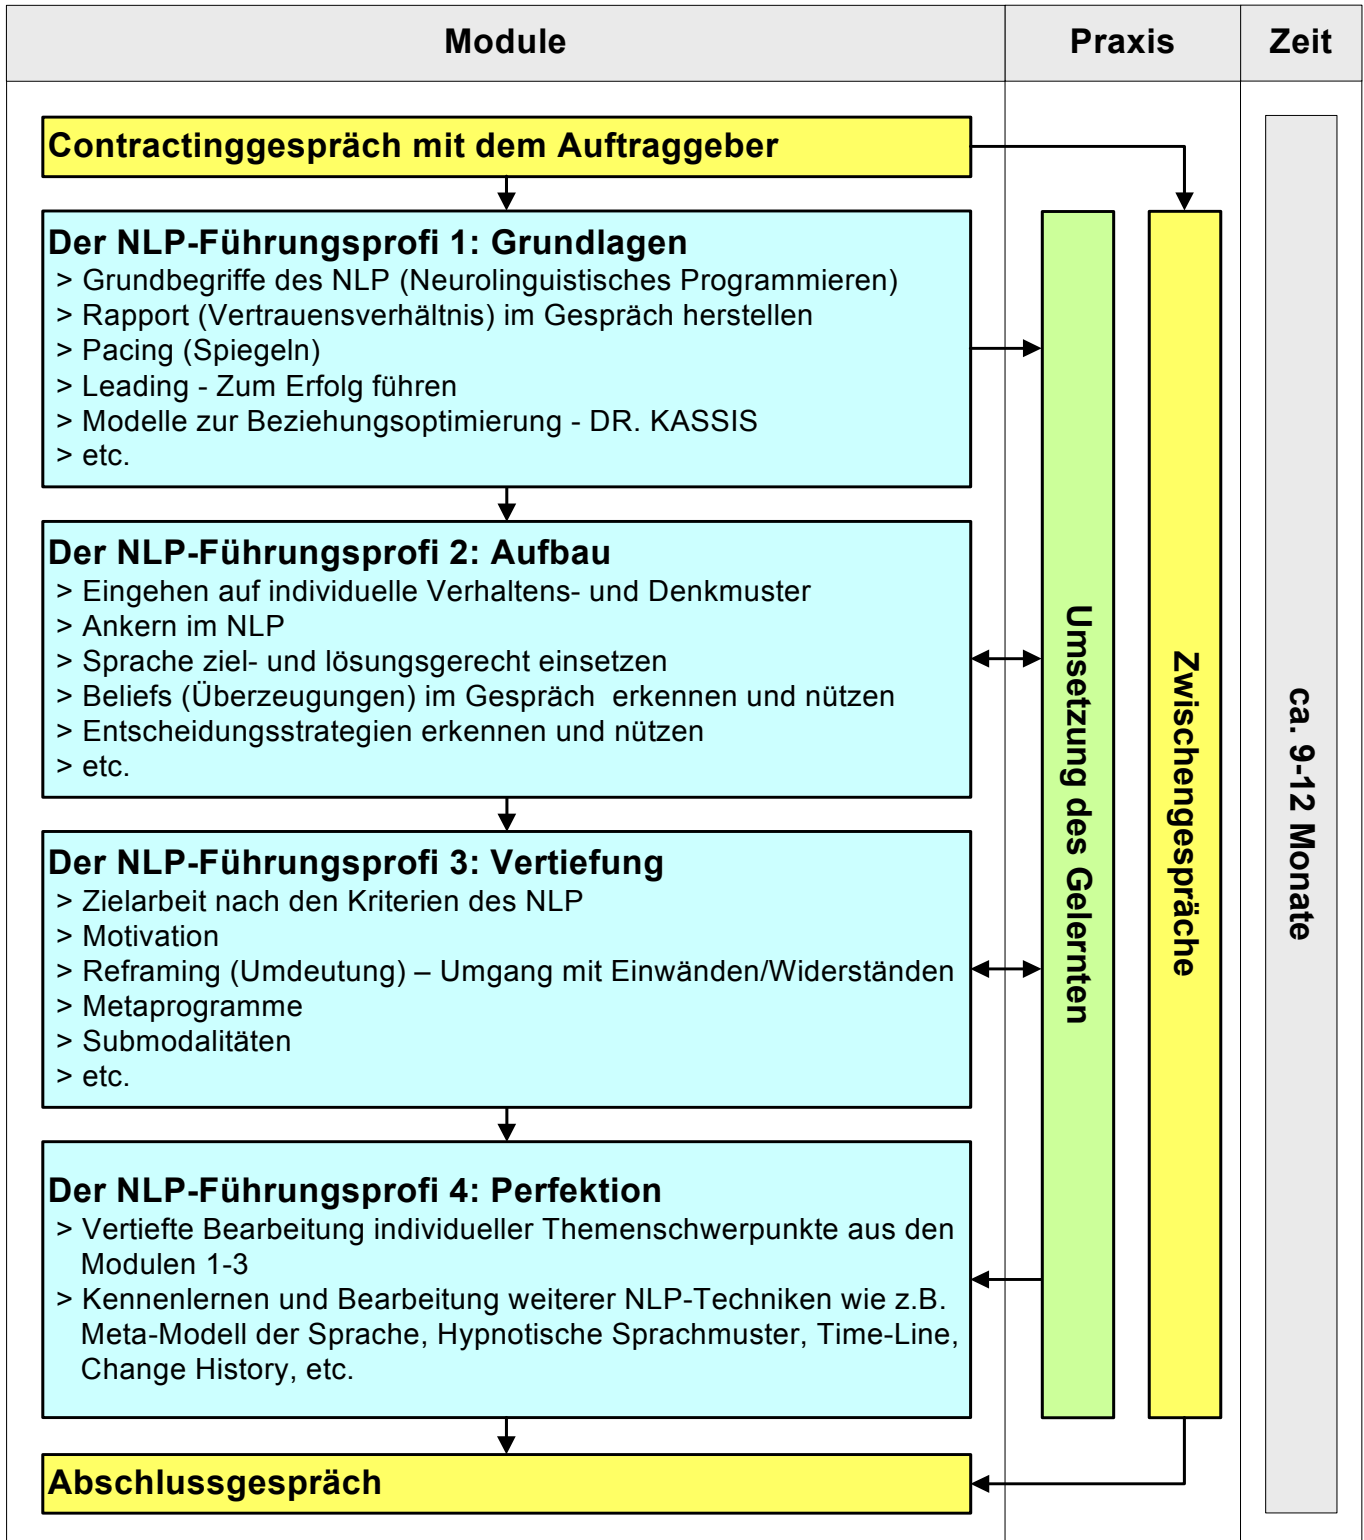 Module
Praxis
Zeit
Contractinggespräch mit dem Auftraggeber
Der NLP-Führungsprofi 1: Grundlagen
> Grundbegriffe des NLP (Neurolinguistisches Programmieren)
> Rapport (Vertrauensverhältnis) im Gespräch herstellen
> Pacing (Spiegeln)
> Leading - Zum Erfolg führen
> Modelle zur Beziehungsoptimierung - DR. KASSIS
> etc.
Der NLP-Führungsprofi 2: Aufbau
> Eingehen auf individuelle Verhaltens- und Denkmuster
> Ankern im NLP
> Sprache ziel- und lösungsgerecht einsetzen
> Beliefs (Überzeugungen) im Gespräch  erkennen und nützen
> Entscheidungsstrategien erkennen und nützen
> etc.
Der NLP-Führungsprofi 3: Vertiefung
> Zielarbeit nach den Kriterien des NLP
> Motivation
> Reframing (Umdeutung) – Umgang mit Einwänden/Widerständen
> Metaprogramme
> Submodalitäten
> etc.
Der NLP-Führungsprofi 4: Perfektion
> Vertiefte Bearbeitung individueller Themenschwerpunkte aus den
Modulen 1-3
> Kennenlernen und Bearbeitung weiterer NLP-Techniken wie z.B.
Meta-Modell der Sprache, Hypnotische Sprachmuster, Time-Line,
Change History, etc.
Abschlussgespräch
Umsetzung des Gelernten
Zwischengespräche
ca. 9-12 Monate